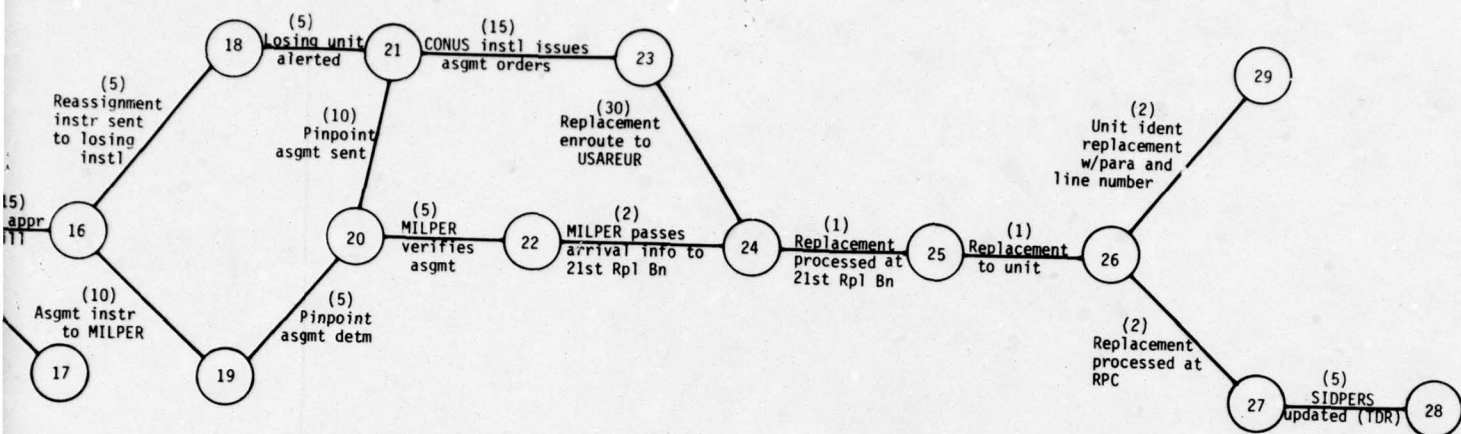 15)
appr
16
(5)
Reassignment
instr sent
to losing
instl
18
(5)
Losing unit
alerted
21
(15)
CONUS instl issues
asgmt orders
23
(10)
Pinpoint
asgmt sent
(30)
Replacement
enroute to
USAREUR
20
(5)
MILPER
verifies
asgmt
22
(2)
MILPER passes
arrival info to
21st Rpl Bn
24
(1)
Replacement
processed at
21st Rpl Bn
25
(1)
Replacement
to unit
26
(2)
Unit ident
replacement
w/para and
line number
29
17
(10)
Asgmt instr
to MILPER
19
(5)
Pinpoint
asgmt detm
(2)
Replacement
processed at
RPC
27
(5)
SIDPERS
updated (TDR)
28